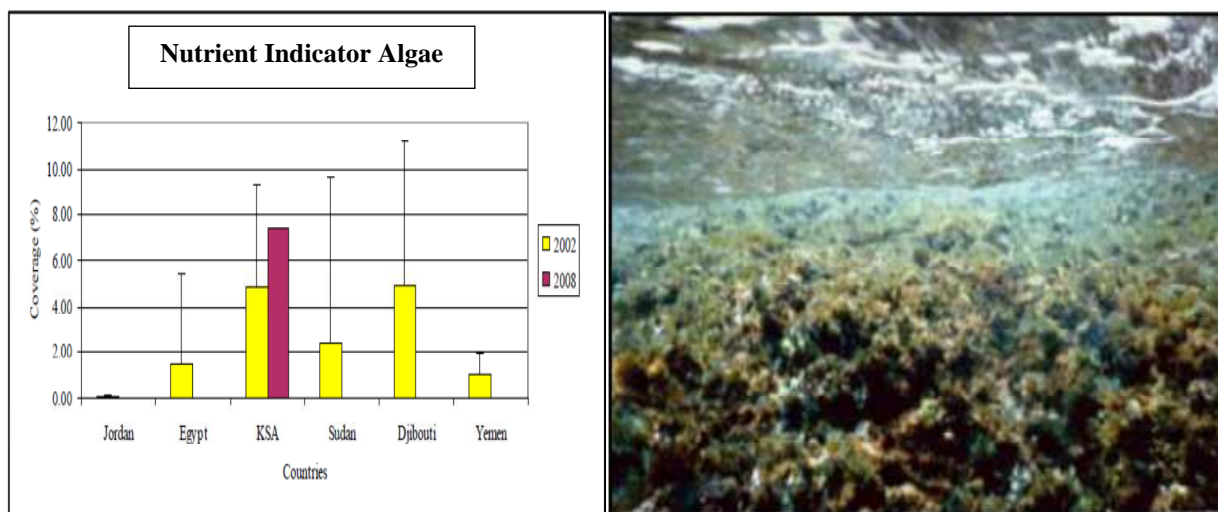 Nutrient Indicator Algae
12.00
10.00
8.00
6.00
4.00
2.00
0.00
Coverage (%)
Jordan Egypt KSA Sudan Djibouti Yemen
Countries
2002
2008